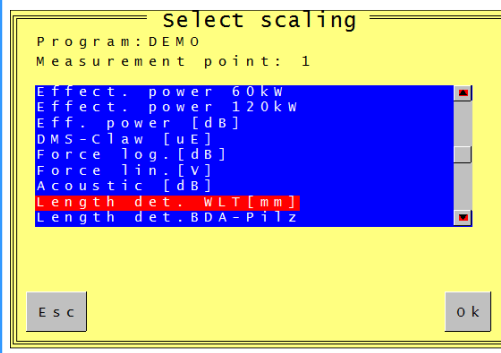 Select scaling
Program:DEMO
Measurement point: 1
Effect. power 60kW
Effect. power 120kW
Eff. power [dB]
DMS-Claw [uE]
Force log.[dB]
Force lin.[V]
Acoustic [dB]
Length det. WLT[mm]
Length det.BDA-Pilz
Esc
Ok